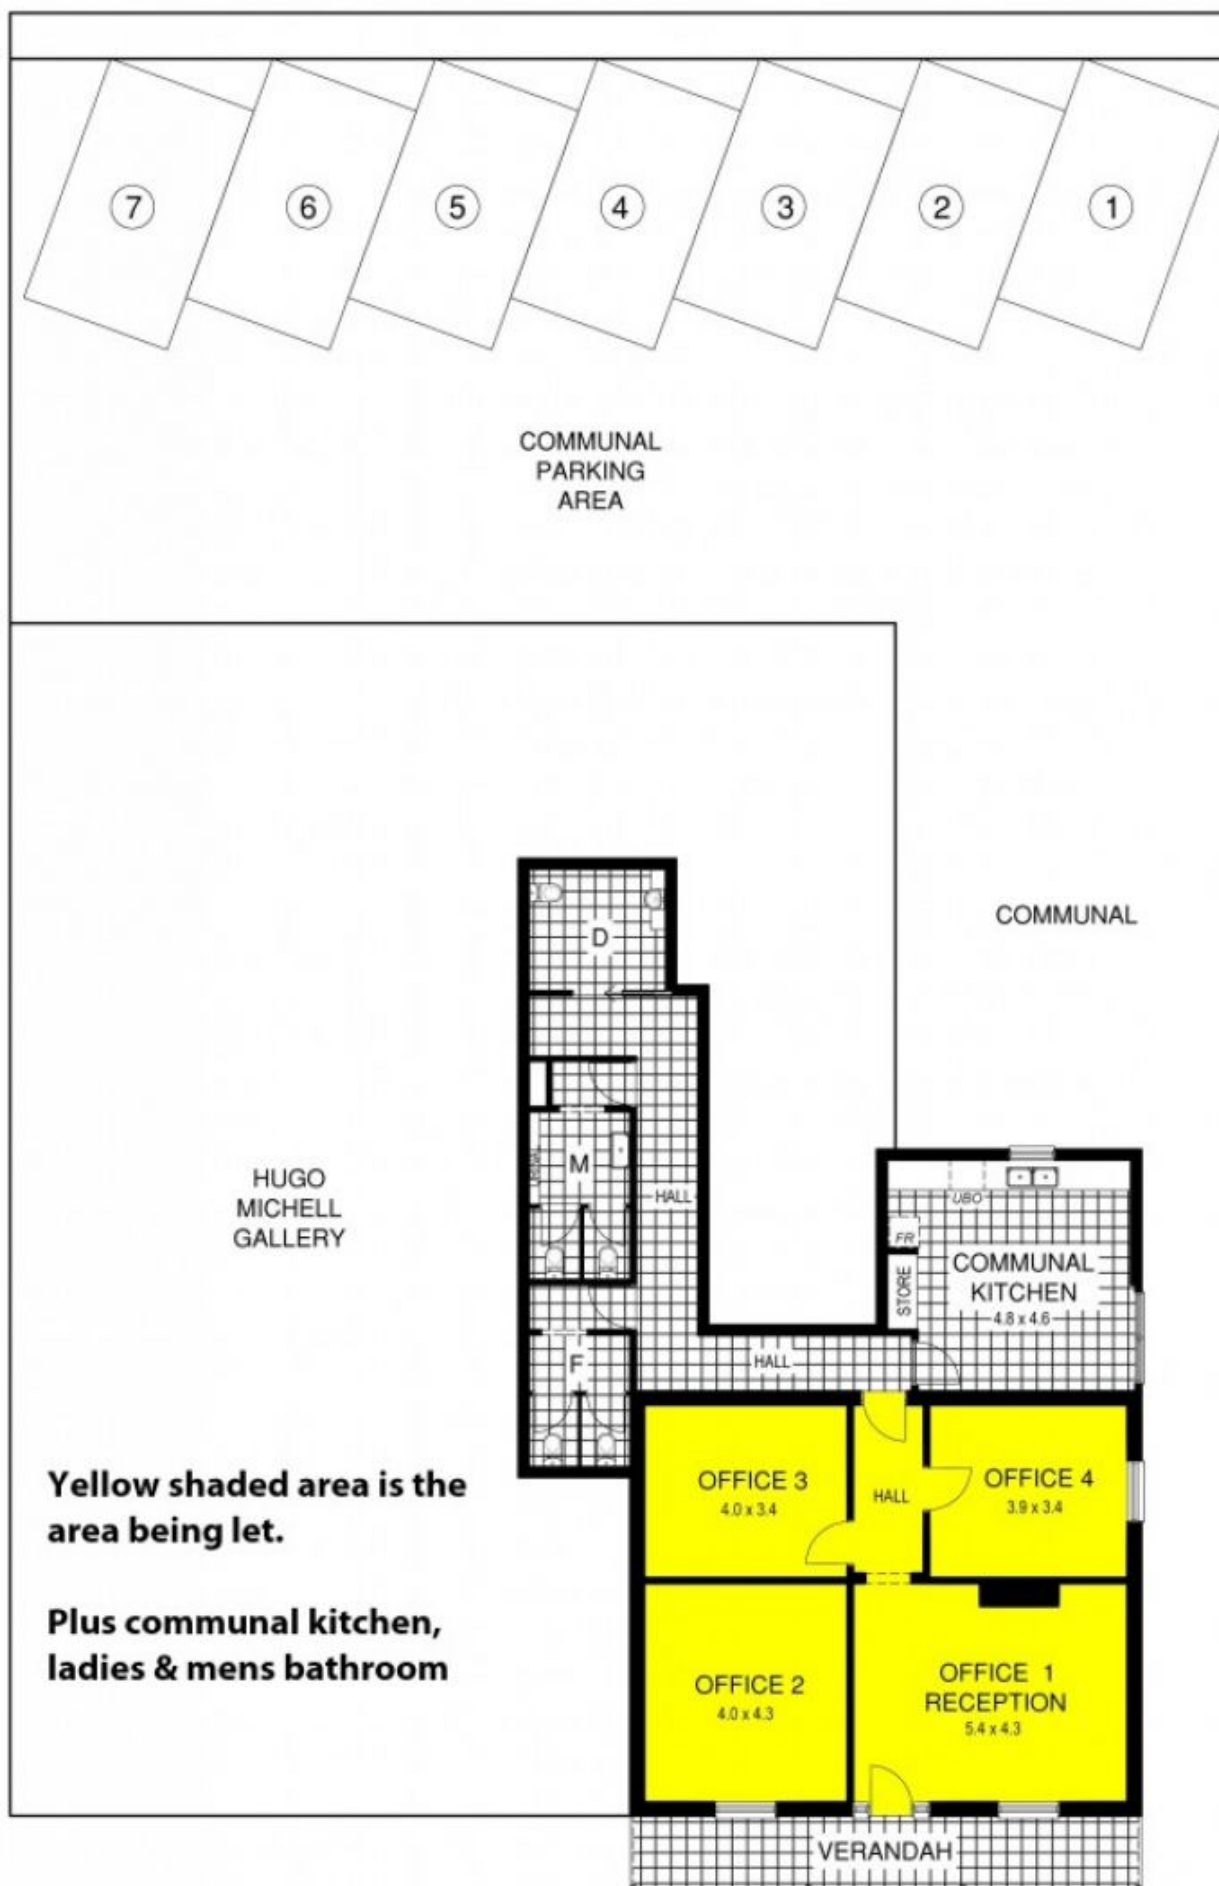 7
6
5
4
3
2
1
COMMUNAL
PARKING
AREA
COMMUNAL
D
HUGO
MICHELL
GALLERY
URINAL
M
HALL
UBO
FR
STORE
COMMUNAL
KITCHEN
4.8 x 4.6
HALL
F
OFFICE 3
4.0 x 3.4
HALL
OFFICE 4
3.9 x 3.4
Yellow shaded area is the
area being let.
Plus communal kitchen,
ladies & mens bathroom
OFFICE 2
4.0 x 4.3
OFFICE 1
RECEPTION
5.4 x 4.3
VERANDAH